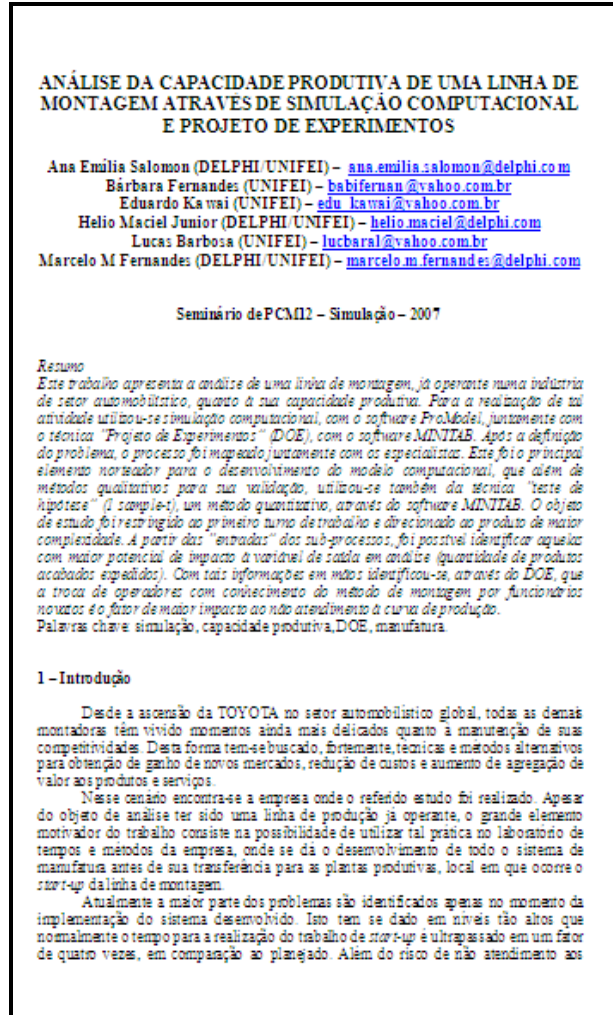 ANÁLISE DA CAPACIDADE PRODUTIVA DE UMA LINHA DE
MONTAGEM ATRAVÉS DE SIMULAÇÃO COMPUTACIONAL
E PROJETO DE EXPERIMENTOS
Ana Emília Salomon (DELPHI/UNIFEI) – ana.emilia.salomon@delphi.com
Bárbara Fernandes (UNIFEI) – babifernan@yahoo.com.br
Eduardo Kawai (UNIFEI) – edu_kawai@yahoo.com.br
Helio Maciel Junior (DELPHI/UNIFEI) – helio.maciel@delphi.com
Lucas Barbosa (UNIFEI) – lucbaral@yahoo.com.br
Marcelo M Fernandes (DELPHI/UNIFEI) – marcelo.m.fernandes@delphi.com
Seminário de PCM12 – Simulação – 2007
Resumo
Este trabalho apresenta a análise de uma linha de montagem, já operante numa indústria
de setor automobilístico, quanto à sua capacidade produtiva. Para a realização de tal
atividade utilizou-se simulação computacional, com o software ProModel, juntamente com
o técnica "Projeto de Experimentos" (DOE), com o software MINITAB. Após a definição
do problema, o processo foi mapeado juntamente com os especialistas. Este foi o principal
elemento norteador para o desenvolvimento do modelo computacional, que além de
métodos qualitativos para sua validação, utilizou-se também da técnica "teste de
hipótese" (1 sample-t), um método quantitativo, através do software MINITAB. O objeto
de estudo foi restringido ao primeiro turno de trabalho e direcionado ao produto de maior
complexidade. A partir das "entradas" dos sub-processos, foi possível identificar aquelas
com maior potencial de impacto à variável de saída em análise (quantidade de produtos
acabados expedidos). Com tais informações em mãos identificou-se, através do DOE, que
a troca de operadores com conhecimento do método de montagem por funcionários
novatos é o fator de maior impacto ao não atendimento à curva de produção.
Palavras chave: simulação, capacidade produtiva, DOE, manufatura.
1 – Introdução
Desde a ascensão da TOYOTA no setor automobilístico global, todas as demais
montadoras têm vivido momentos ainda mais delicados quanto à manutenção de suas
competitividades. Desta forma tem-se buscado, fortemente, técnicas e métodos alternativos
para obtenção de ganho de novos mercados, redução de custos e aumento de agregação de
valor aos produtos e serviços.
Nesse cenário encontra-se a empresa onde o referido estudo foi realizado. Apesar
do objeto de análise ter sido uma linha de produção já operante, o grande elemento
motivador do trabalho consiste na possibilidade de utilizar tal prática no laboratório de
tempos e métodos da empresa, onde se dá o desenvolvimento de todo o sistema de
manufatura antes de sua transferência para as plantas produtivas, local em que ocorre o
start-up da linha de montagem.
Atualmente a maior parte dos problemas são identificados apenas no momento da
implementação do sistema desenvolvido. Isto tem se dado em níveis tão altos que
normalmente o tempo para a realização do trabalho de start-up é ultrapassado em um fator
de quatro vezes, em comparação ao planejado. Além do risco de não atendimento aos